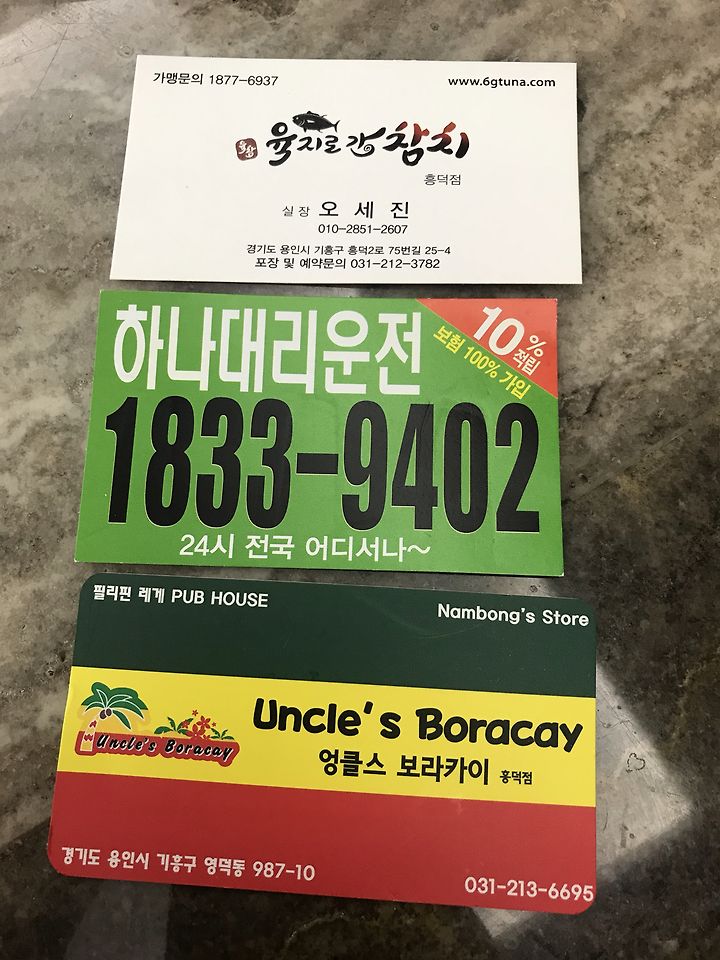 가맹문의 1877-6937
www.6gtuna.com
육지로간참치
흥덕점
실장 오세진
010-2851-2607
경기도 용인시 기흥구 흥덕2로 75번길 25-4
포장 및 예약문의 031-212-3782
하나대리운전
10% 적립
보험 100% 가입
1833-9402
24시 전국 어디서나~
필리핀 레게 PUB HOUSE
Nambong's Store
Uncle's Boracay
Uncle's Boracay
엉클스 보라카이 흥덕점
경기도 용인시 기흥구 영덕동 987-10
031-213-6695